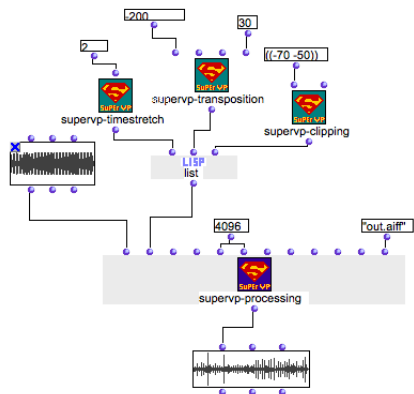 -200
30
2
((-70 -50))
SuPEr VP
supervp-transposition
SuPEr VP
supervp-timestretch
SuPEr VP
supervp-clipping
LISP
list
4096
"out.aiff"
SuPEr VP
supervp-processing